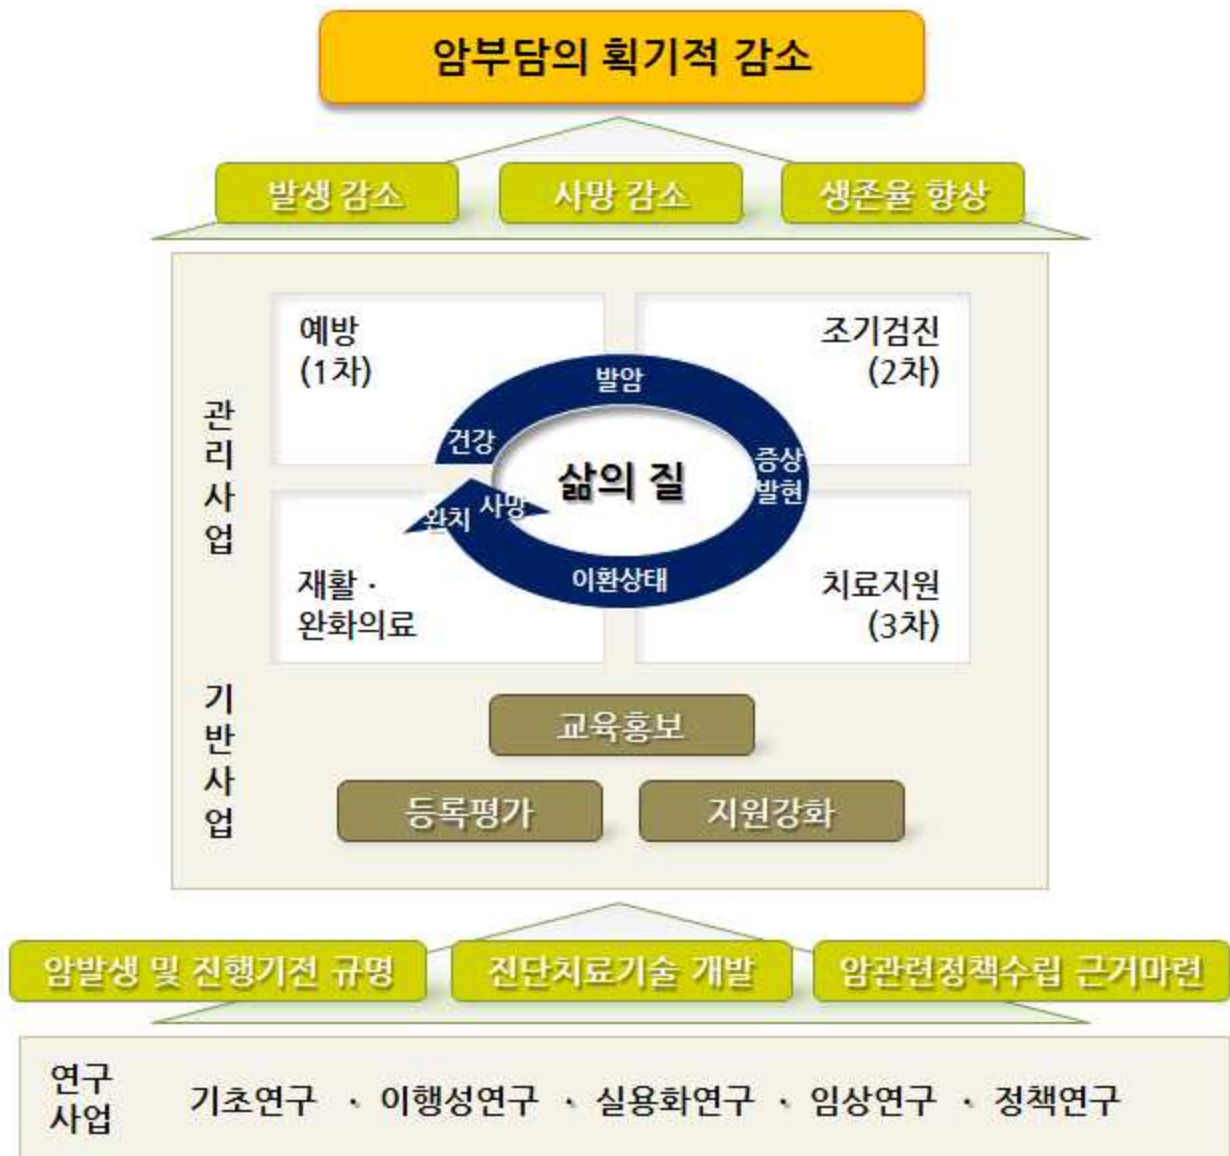 암부담의 획기적 감소
발생 감소
사망 감소
생존율 향상
관리사업
예방
(1차)
조기검진
(2차)
발암
건강
증상
발현
삶의 질
완치
사망
이환상태
재활 ·
완화의료
치료지원
(3차)
기반사업
교육홍보
등록평가
지원강화
암발생 및 진행기전 규명
진단치료기술 개발
암관련정책수립 근거마련
연구
사업
기초연구 · 이행성연구 · 실용화연구 · 임상연구 · 정책연구